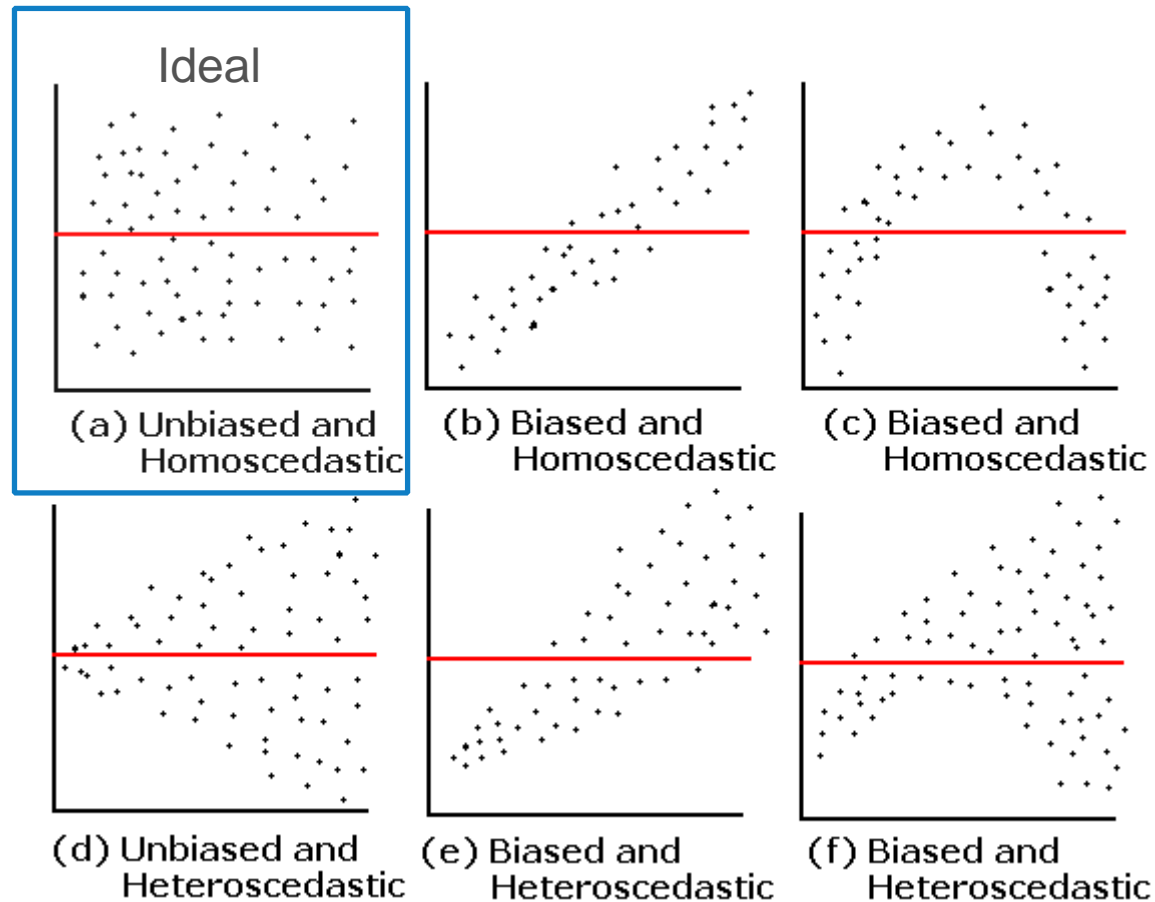 Ideal
(a) Unbiased and
Homoscedastic
(b) Biased and
Homoscedastic
(c) Biased and
Homoscedastic
(d) Unbiased and
Heteroscedastic
(e) Biased and
Heteroscedastic
(f) Biased and
Heteroscedastic